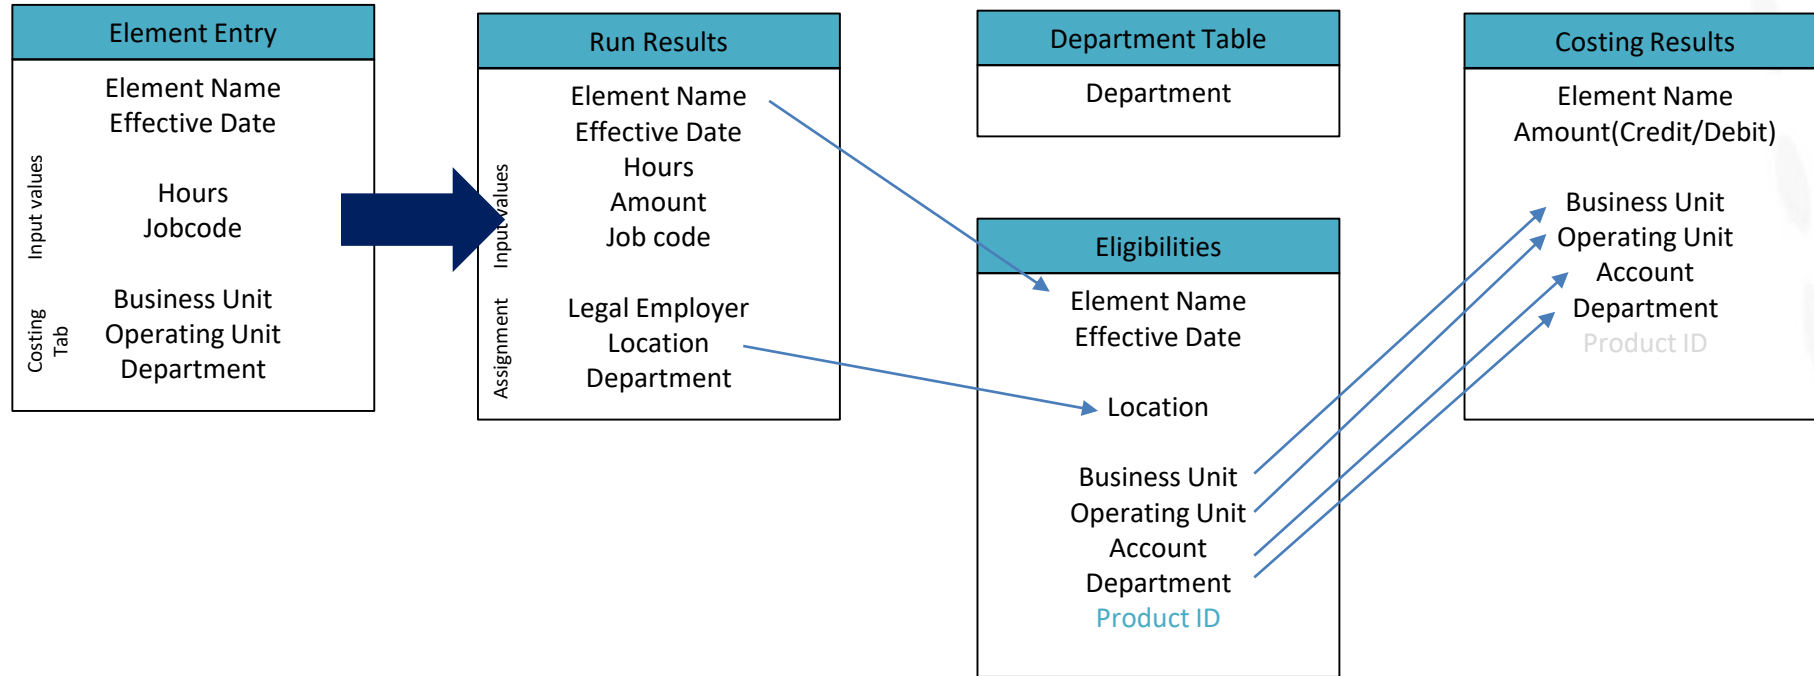 Element Entry
Element Name
Effective Date
Input values
Hours
Jobcode
Costing
Tab
Business Unit
Operating Unit
Department
Run Results
Element Name
Effective Date
Hours
Amount
Job code
Input values
Assignment
Legal Employer
Location
Department
Department Table
Department
Eligibilities
Element Name
Effective Date
Location
Business Unit
Operating Unit
Account
Department
Product ID
Costing Results
Element Name
Amount(Credit/Debit)
Business Unit
Operating Unit
Account
Department
Product ID